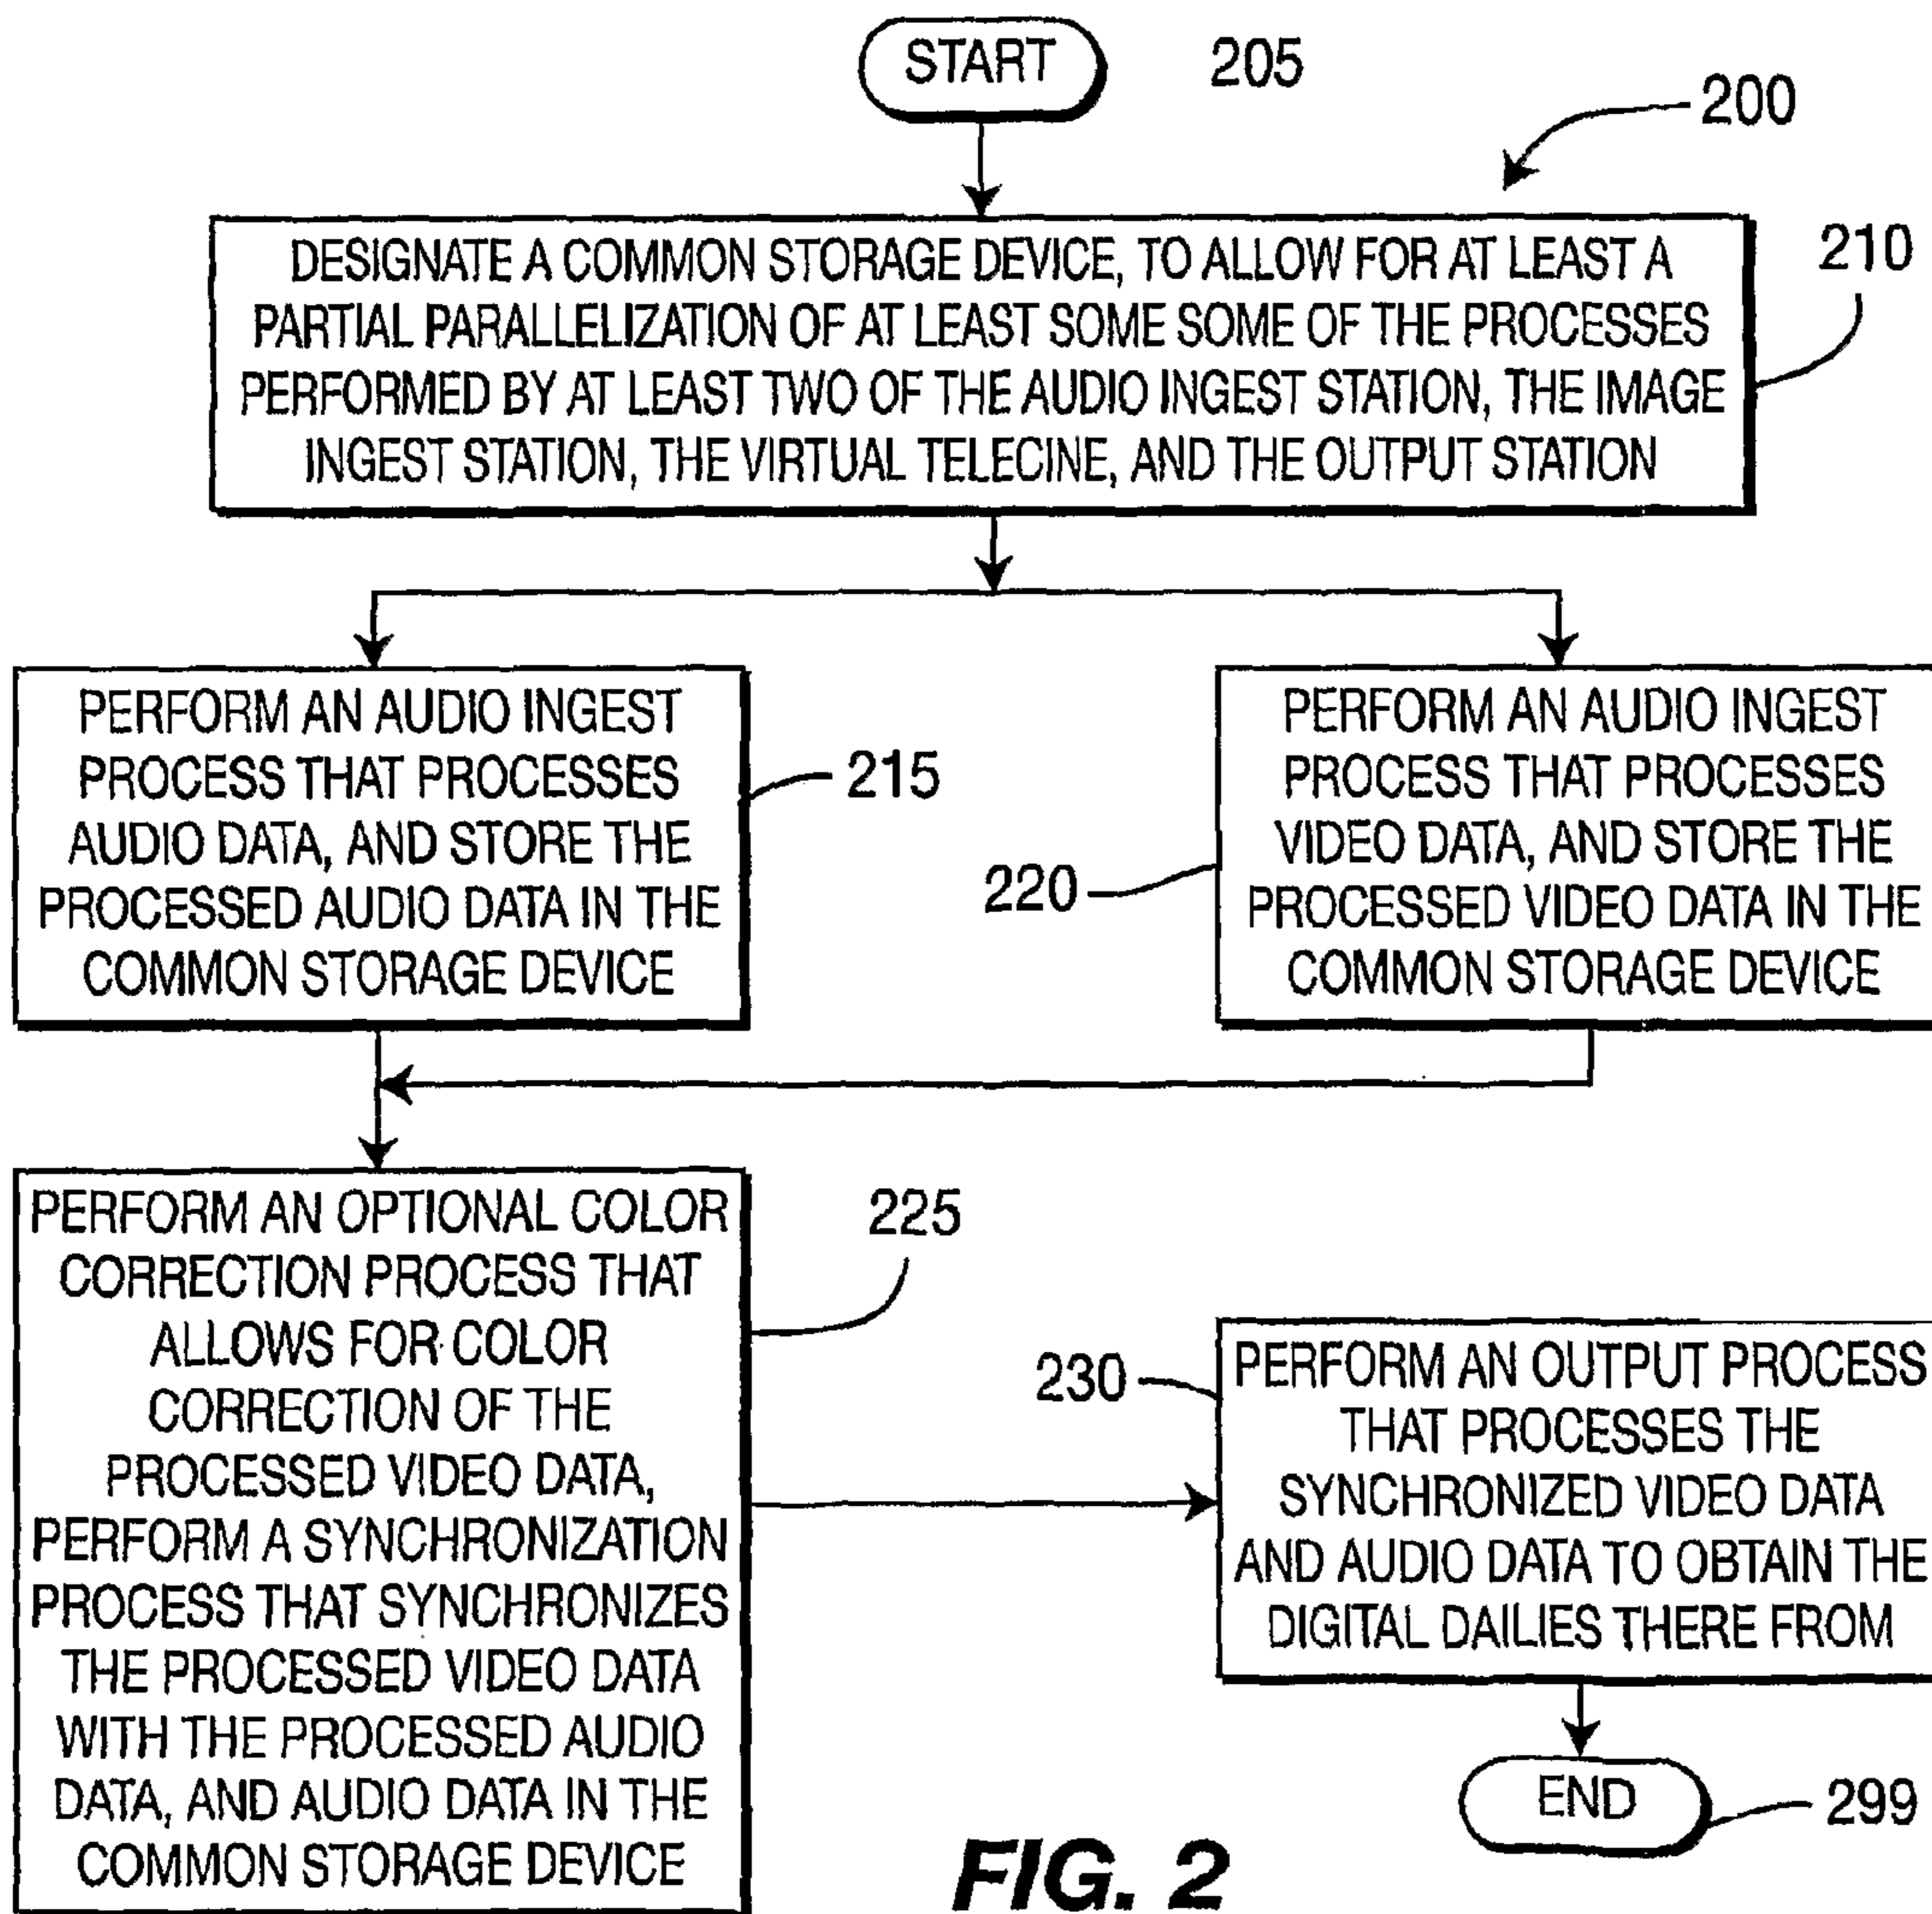 START
205
200
DESIGNATE A COMMON STORAGE DEVICE, TO ALLOW FOR AT LEAST A
PARTIAL PARALLELIZATION OF AT LEAST SOME SOME OF THE PROCESSES
PERFORMED BY AT LEAST TWO OF THE AUDIO INGEST STATION, THE IMAGE
INGEST STATION, THE VIRTUAL TELECINE, AND THE OUTPUT STATION
210
PERFORM AN AUDIO INGEST
PROCESS THAT PROCESSES
AUDIO DATA, AND STORE THE
PROCESSED AUDIO DATA IN THE
COMMON STORAGE DEVICE
215
220
PERFORM AN AUDIO INGEST
PROCESS THAT PROCESSES
VIDEO DATA, AND STORE THE
PROCESSED VIDEO DATA IN THE
COMMON STORAGE DEVICE
PERFORM AN OPTIONAL COLOR
CORRECTION PROCESS THAT
ALLOWS FOR COLOR
CORRECTION OF THE
PROCESSED VIDEO DATA,
PERFORM A SYNCHRONIZATION
PROCESS THAT SYNCHRONIZES
THE PROCESSED VIDEO DATA
WITH THE PROCESSED AUDIO
DATA, AND AUDIO DATA IN THE
COMMON STORAGE DEVICE
225
230
PERFORM AN OUTPUT PROCESS
THAT PROCESSES THE
SYNCHRONIZED VIDEO DATA
AND AUDIO DATA TO OBTAIN THE
DIGITAL DAILIES THERE FROM
END
299
FIG. 2